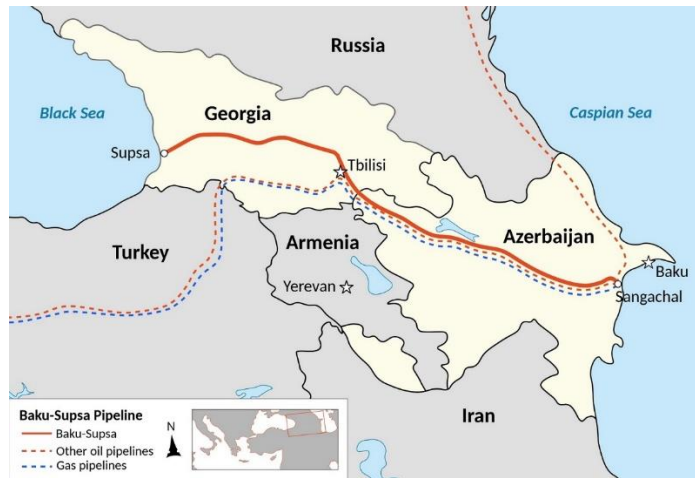 Russia
Black Sea
Georgia
Caspian Sea
Supsa
Tbilisi
Turkey
Armenia
Azerbaijan
Baku
Yerevan
Sangachal
Iran
Baku-Supsa Pipeline
Baku-Supsa
Other oil pipelines
Gas pipelines
N